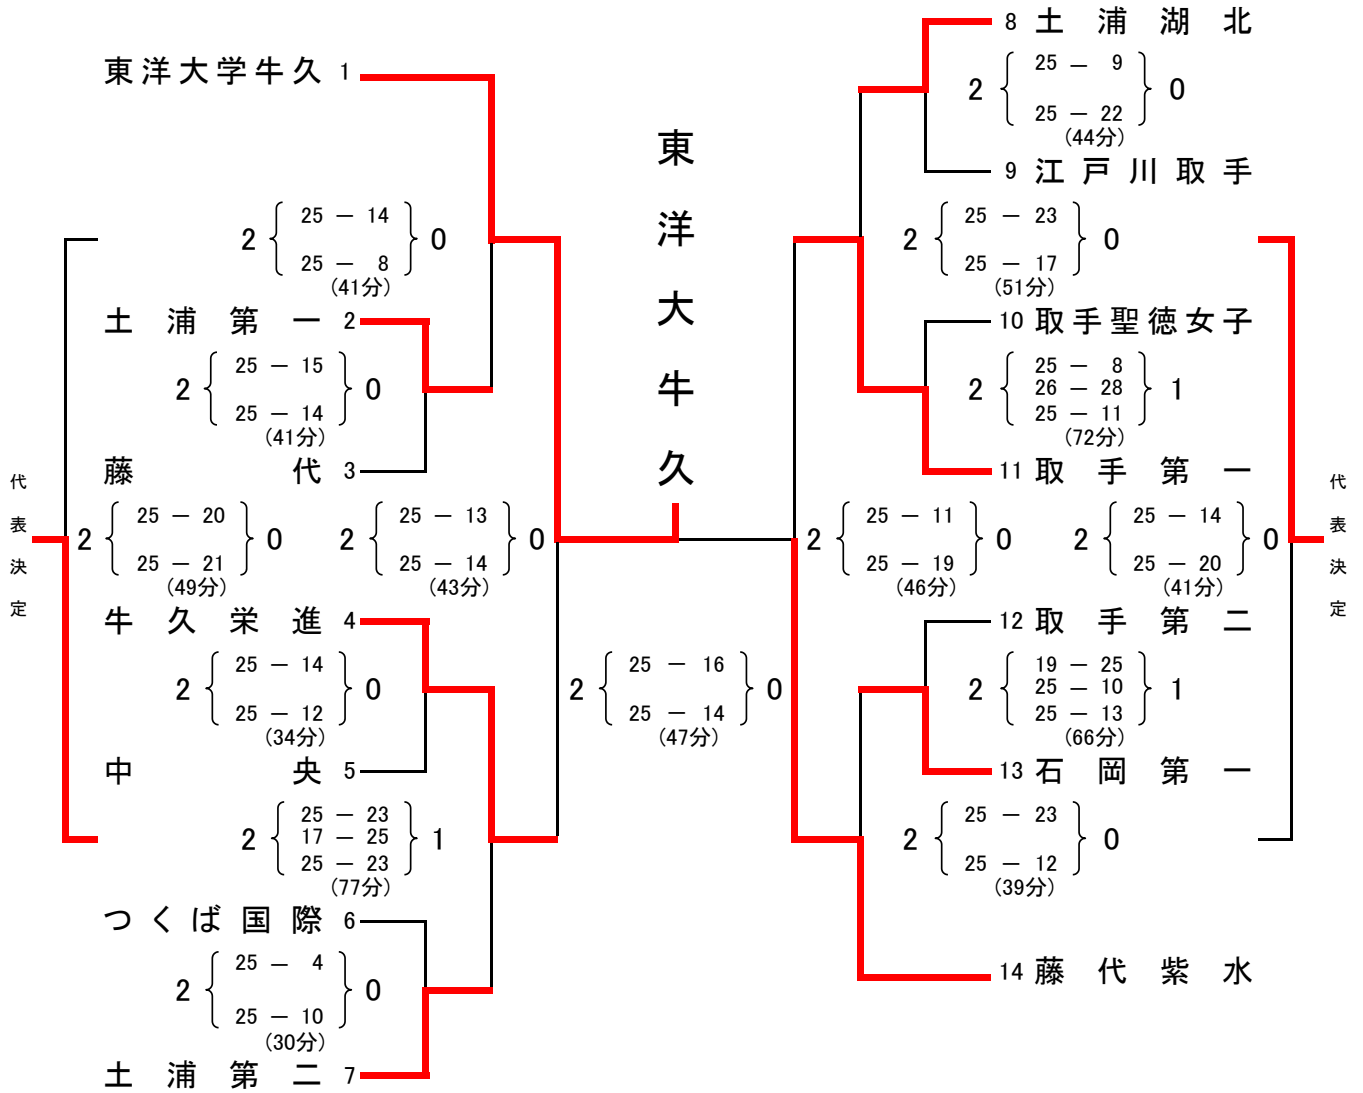 東洋大学牛久 1
2 25 － 14 0
25 － 8
(41分)
土浦第一 2
2 25 － 15 0
25 － 14
(41分)
藤代 3
代表決定
2 25 － 20 0
25 － 21
(49分)
2 25 － 13 0
25 － 14
(43分)
牛久栄進 4
2 25 － 14 0
25 － 12
(34分)
中央 5
2 25 － 23 1
17 － 25
25 － 23
(77分)
つくば国際 6
2 25 － 4 0
25 － 10
(30分)
土浦第二 7
東洋大牛久
2 25 － 16 0
25 － 14
(47分)
8 土浦湖北
2 25 － 9 0
25 － 22
(44分)
9 江戸川取手
2 25 － 23 0
25 － 17
(51分)
10 取手聖徳女子
2 25 － 8 1
26 － 28
25 － 11
(72分)
11 取手第一
2 25 － 11 0
25 － 19
(46分)
2 25 － 14 0
25 － 20
(41分)
代表決定
12 取手第二
2 19 － 25 1
25 － 10
25 － 13
(66分)
13 石岡第一
2 25 － 23 0
25 － 12
(39分)
14 藤代紫水